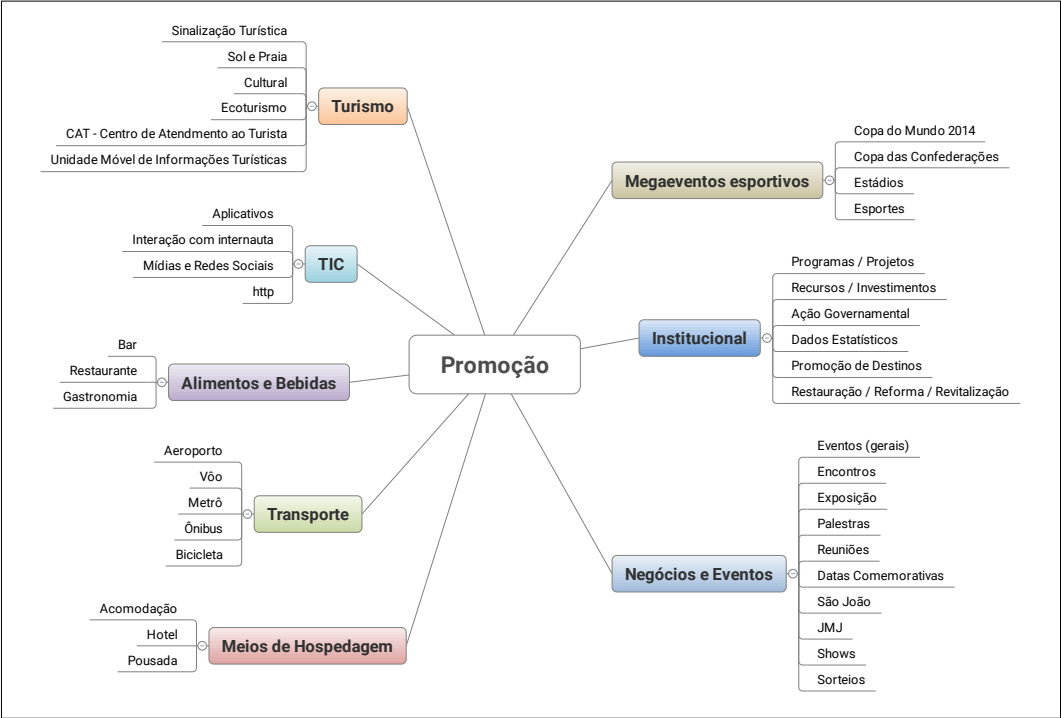 Sinalização Turística
Sol e Praia
Cultural
Ecoturismo
CAT - Centro de Atendmento ao Turista
Unidade Móvel de Informações Turísticas
Turismo
Aplicativos
Interação com internauta
Mídias e Redes Sociais
http
TIC
Bar
Restaurante
Gastronomia
Alimentos e Bebidas
Aeroporto
Vôo
Metrô
Ônibus
Bicicleta
Transporte
Acomodação
Hotel
Pousada
Meios de Hospedagem
Promoção
Megaeventos esportivos
Copa do Mundo 2014
Copa das Confederações
Estádios
Esportes
Institucional
Programas / Projetos
Recursos / Investimentos
Ação Governamental
Dados Estatísticos
Promoção de Destinos
Restauração / Reforma / Revitalização
Negócios e Eventos
Eventos (gerais)
Encontros
Exposição
Palestras
Reuniões
Datas Comemorativas
São João
JMJ
Shows
Sorteios